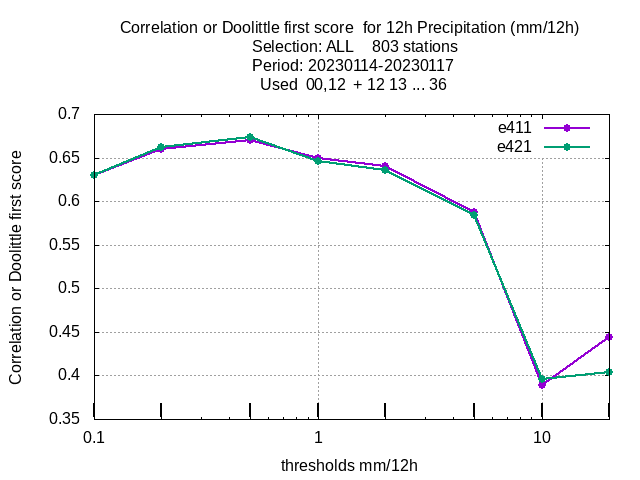 Correlation or Doolittle first score  for 12h Precipitation (mm/12h)
Selection: ALL    803 stations
Period: 20230114-20230117
Used  00,12  + 12 13 ... 36
0.7
0.65
0.6
0.55
0.5
0.45
0.4
0.35
Correlation or Doolittle first score
e411
e421
0.1 1 10
thresholds mm/12h